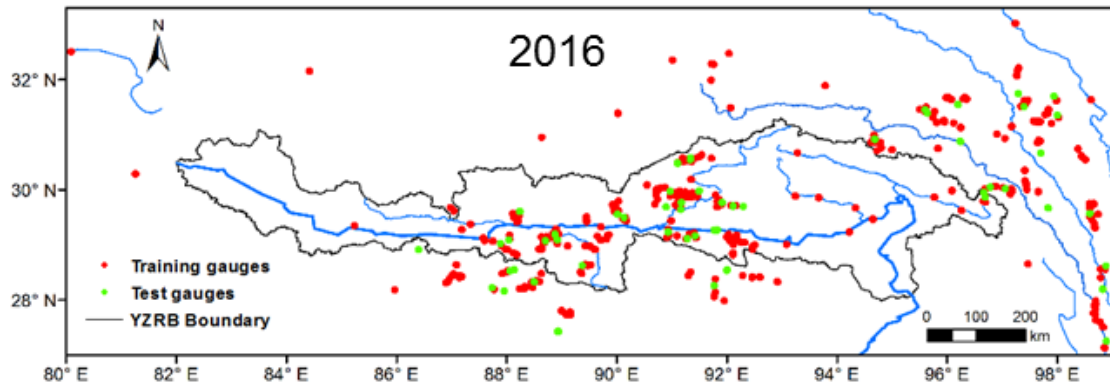 N
2016
32° N
30° N
28° N
Training gauges
Test gauges
YZRB Boundary
0 50 100 200
km
80° E 82° E 84° E 86° E 88° E 90° E 92° E 94° E 96° E 98° E